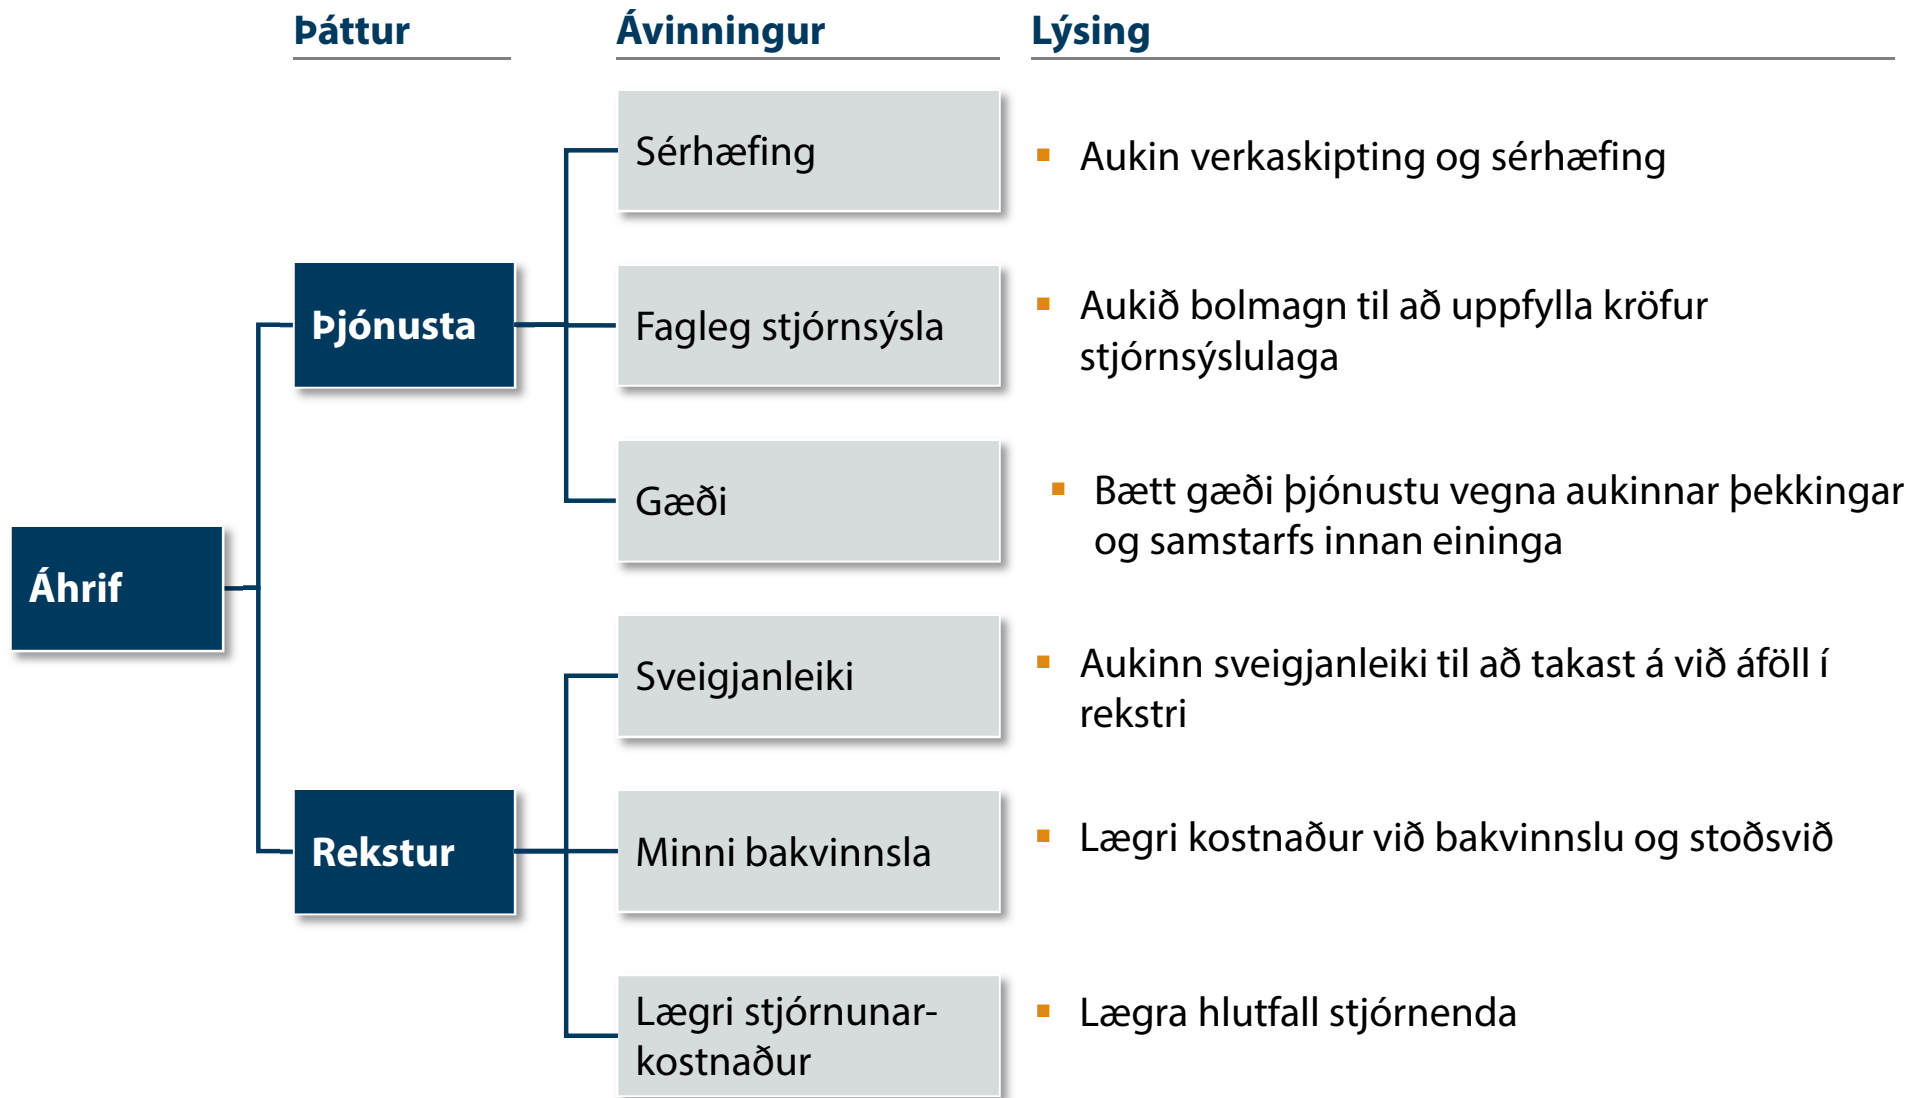 Þáttur Ávinningur Lýsing
Sérhæfing
Aukin verkaskipting og sérhæfing
Þjónusta
Fagleg stjórnsýsla
Aukið bolmagn til að uppfylla kröfur
stjórnsýslulaga
Gæði
Bætt gæði þjónustu vegna aukinnar þekkingar
og samstarfs innan eininga
Áhrif
Sveigjanleiki
Aukinn sveigjanleiki til að takast á við áföll í
rekstri
Rekstur
Minni bakvinnsla
Lægri kostnaður við bakvinnslu og stoðsvið
Lægri stjórnunar-
kostnaður
Lægra hlutfall stjórnenda